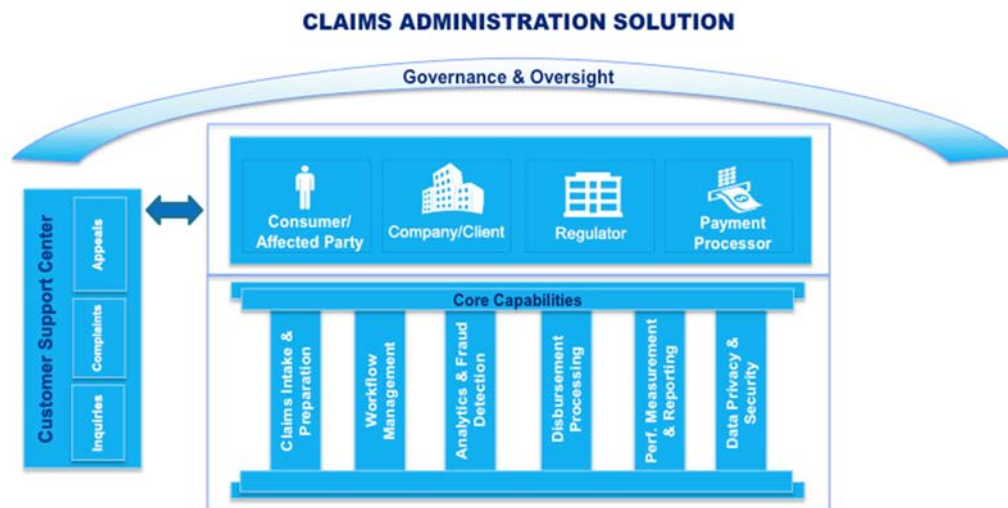 CLAIMS ADMINISTRATION SOLUTION
Governance & Oversight
Customer Support Center
Appeals
Complaints
Inquiries
Consumer/
Affected Party
Company/Client
Regulator
Payment
Processor
Core Capabilities
Claims Intake &
Preparation
Workflow
Management
Analytics & Fraud
Detection
Disbursement
Processing
Perf. Measurement
& Reporting
Data Privacy &
Security